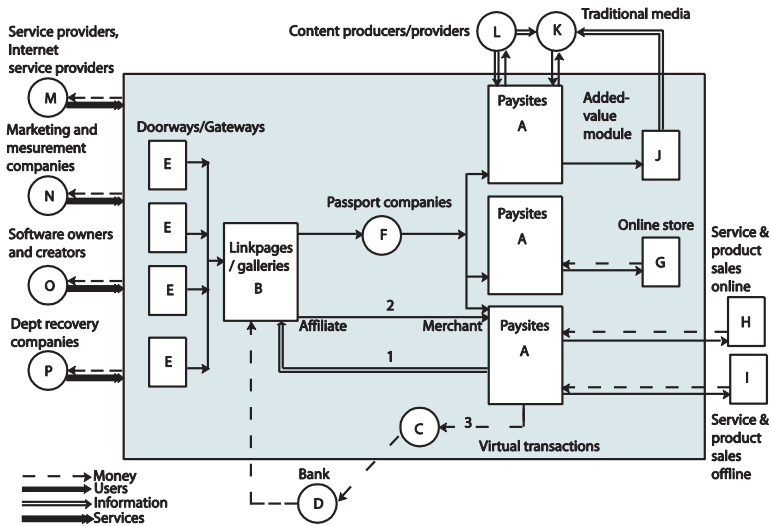 Traditional media
Content producers/providers
L
K
Service providers,
Internet
service providers
M
Paysites
A
Added-
value
module
J
Marketing and
mesurement
companies
Doorways/Gateways
E
N
Passport companies
F
E
Paysites
A
Online store
G
Software owners
and creators
Linkpages
/ galleries
B
Service &
product
sales
online
O
E
2
Affiliate
Merchant
Paysites
A
H
Dept recovery
companies
P
E
1
I
C
3
Virtual transactions
Service &
product
sales
offline
Bank
D
Money
Users
Information
Services